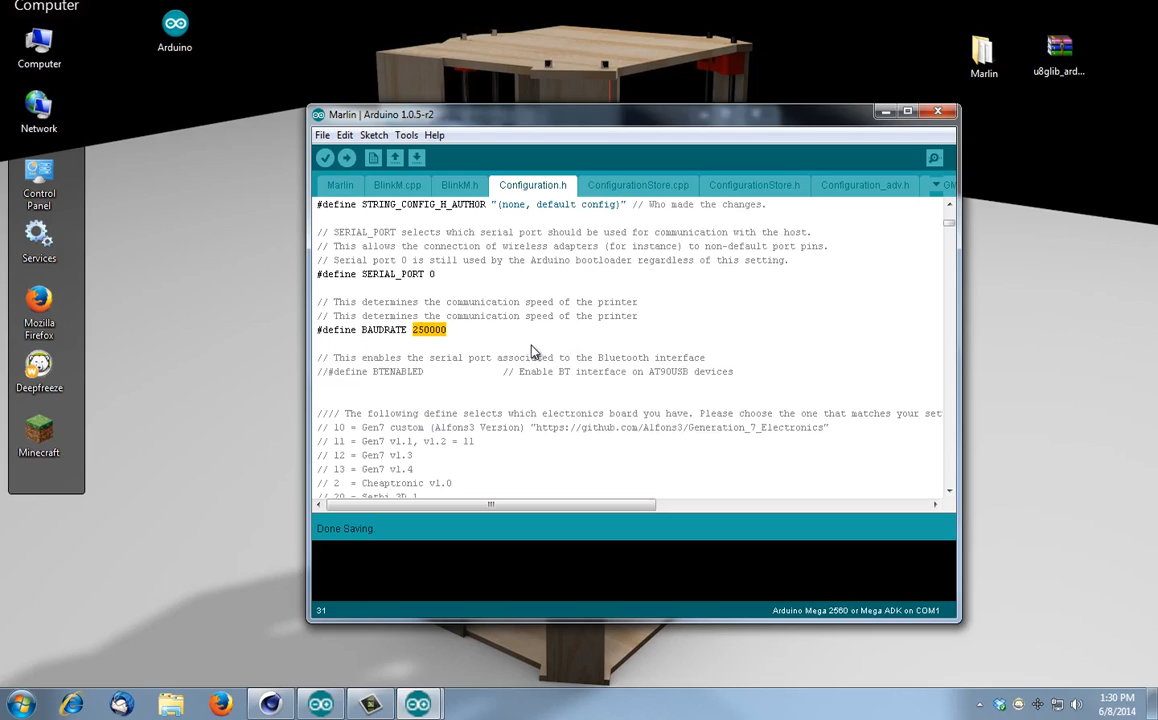 Computer
Arduino
Computer
Marlin
u8glib_ard...
Network
Control
Panel
Services
Mozilla
Firefox
Deepfreeze
Minecraft
Marlin | Arduino 1.0.5-r2
File Edit Sketch Tools Help
Marlin BlinkM.cpp BlinkM.h Configuration.h ConfigurationStore.cpp ConfigurationStore.h Configuration_adv.h GM
#define STRING_CONFIG_H_AUTHOR "(none, default config)" // Who made the changes.
// SERIAL_PORT selects which serial port should be used for communication with the host.
// This allows the connection of wireless adapters (for instance) to non-default port pins.
// Serial port 0 is still used by the Arduino bootloader regardless of this setting.
#define SERIAL_PORT 0
// This determines the communication speed of the printer
// This determines the communication speed of the printer
#define BAUDRATE 250000
// This enables the serial port associated to the Bluetooth interface
//#define BTENABLED // Enable BT interface on AT90USB devices
//// The following define selects which electronics board you have. Please choose the one that matches your set
// 10 = Gen7 custom (Alfons3 Version) "https://github.com/Alfons3/Generation_7_Electronics"
// 11 = Gen7 v1.1, v1.2 = 11
// 12 = Gen7 v1.3
// 13 = Gen7 v1.4
// 2 = Cheaptronic v1.0
// 20 = Sethi 3D_1
Done Saving.
31
Arduino Mega 2560 or Mega ADK on COM1
1:30 PM
6/8/2014